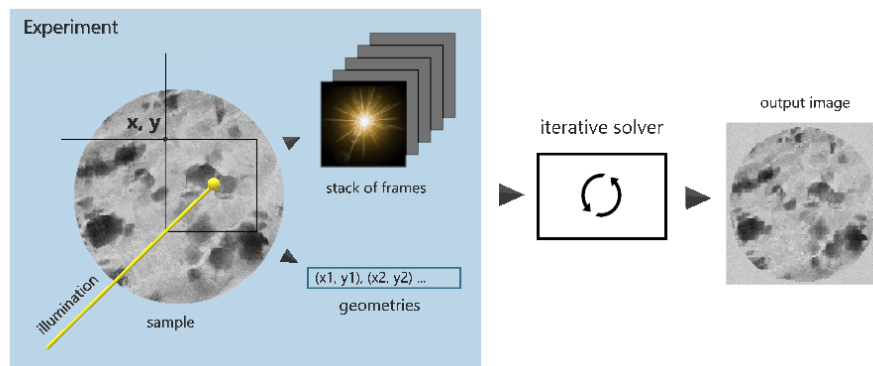 Experiment
x, y
stack of frames
(x1, y1), (x2, y2) ...
geometries
illumination
sample
iterative solver
output image